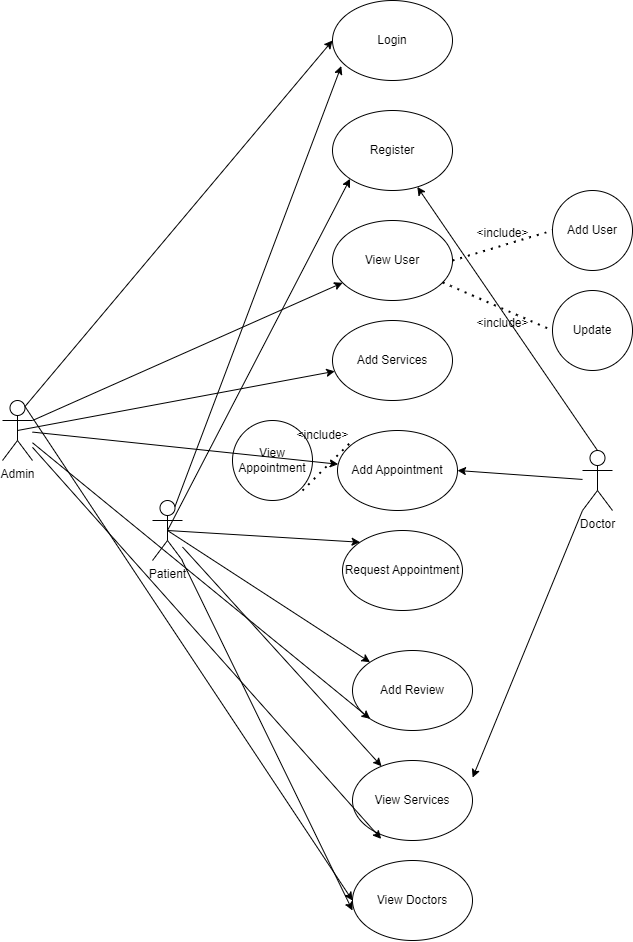 Login
Register
<include>
Add User
View User
<include>
Update
Add Services
<include>
View
Appointment
Add Appointment
Admin
Doctor
Patient
Request Appointment
Add Review
View Services
View Doctors